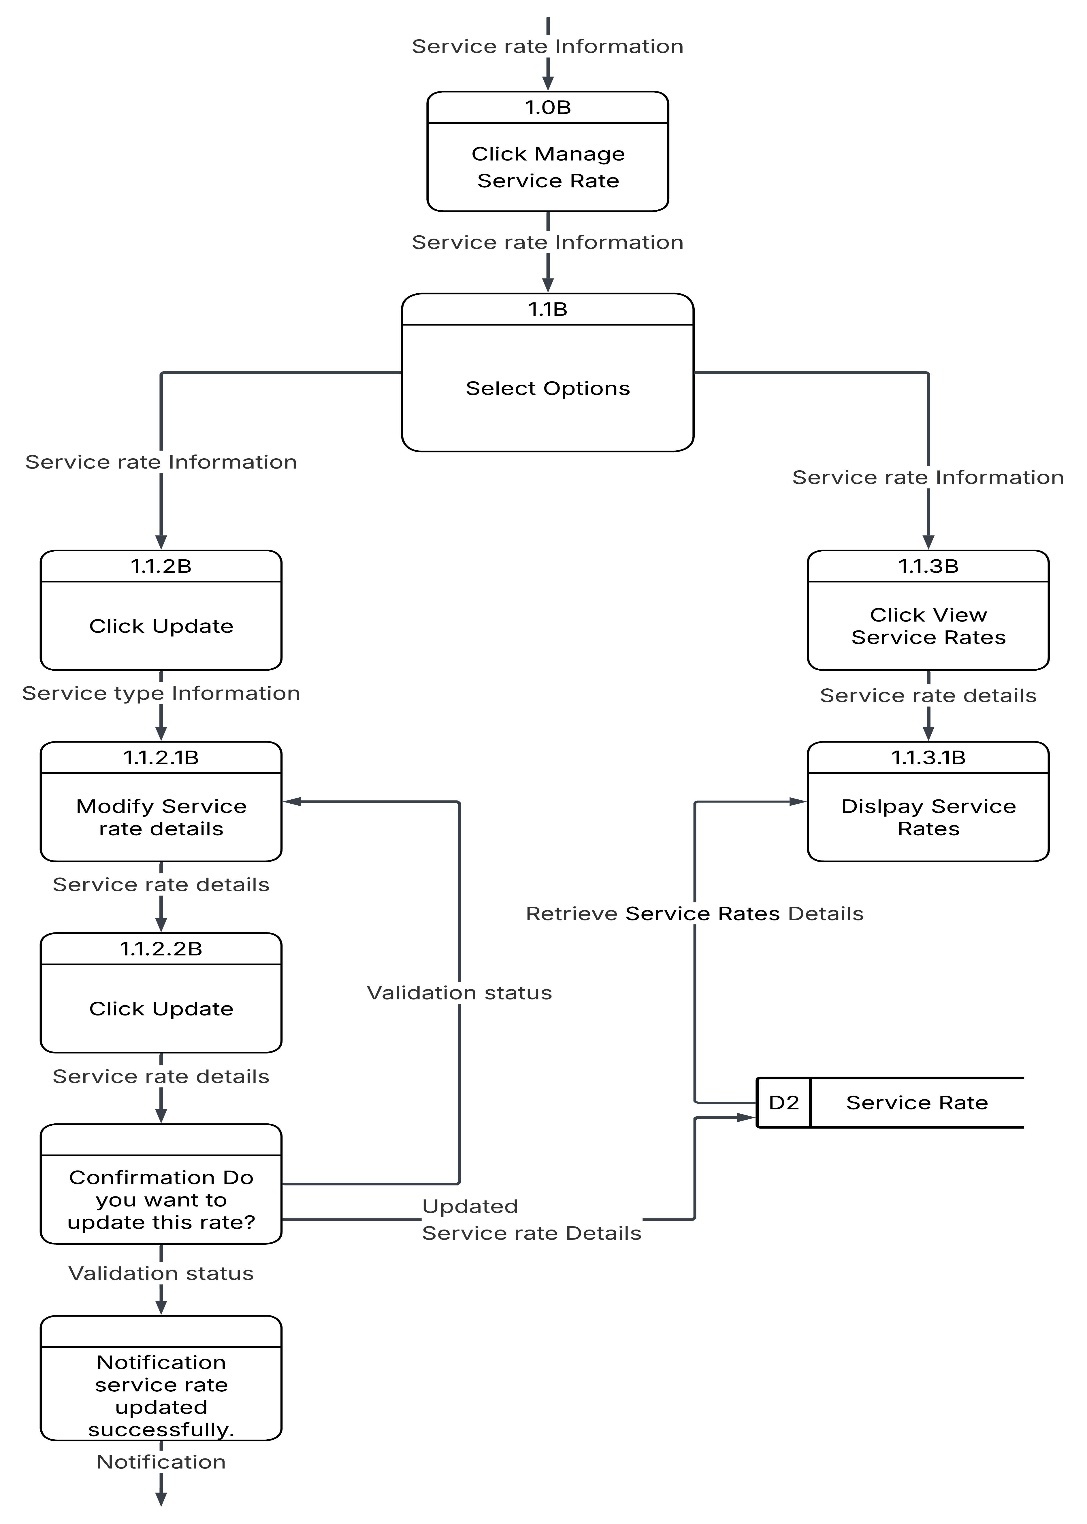 Service rate Information
1.0B
Click Manage
Service Rate
Service rate Information
1.1B
Select Options
Service rate Information
Service rate Information
1.1.2B
Click Update
1.1.3B
Click View
Service Rates
Service type Information
Service rate details
1.1.2.1B
Modify Service
rate details
1.1.3.1B
Dislpay Service
Rates
Service rate details
Retrieve Service Rates Details
1.1.2.2B
Click Update
Validation status
Service rate details
D2
Service Rate
Confirmation Do
you want to
update this rate?
Updated
Service rate Details
Validation status
Notification
service rate
updated
successfully.
Notification